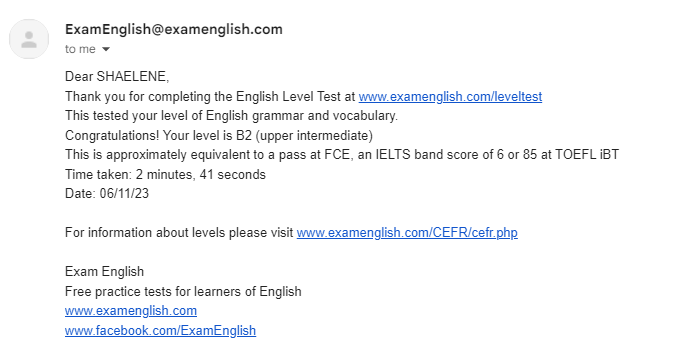 ExamEnglish@examenglish.com
to me
Dear SHAELENE,
Thank you for completing the English Level Test at www.examenglish.com/leveltest
This tested your level of English grammar and vocabulary.
Congratulations! Your level is B2 (upper intermediate)
This is approximately equivalent to a pass at FCE, an IELTS band score of 6 or 85 at TOEFL iBT
Time taken: 2 minutes, 41 seconds
Date: 06/11/23
For information about levels please visit www.examenglish.com/CEFR/cefr.php
Exam English
Free practice tests for learners of English
www.examenglish.com
www.facebook.com/ExamEnglish